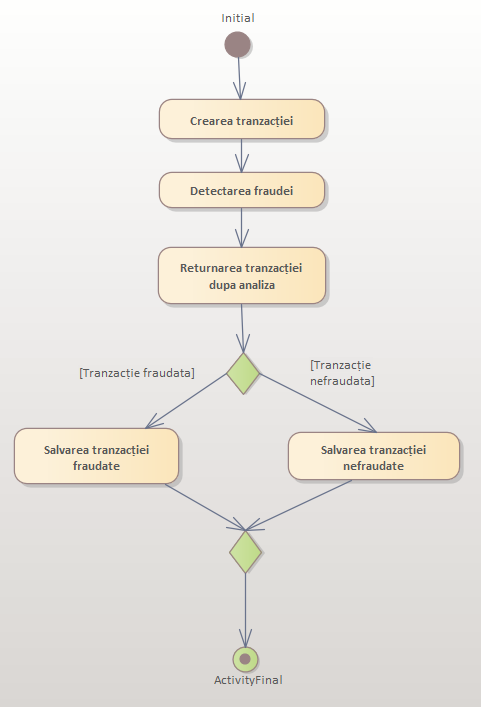 Initial
Crearea tranzacției
Detectarea fraudei
Returnarea tranzacției
dupa analiza
[Tranzacție fraudata]
[Tranzacție
nefraudata]
Salvarea tranzacției
fraudate
Salvarea tranzacției
nefraudate
ActivityFinal